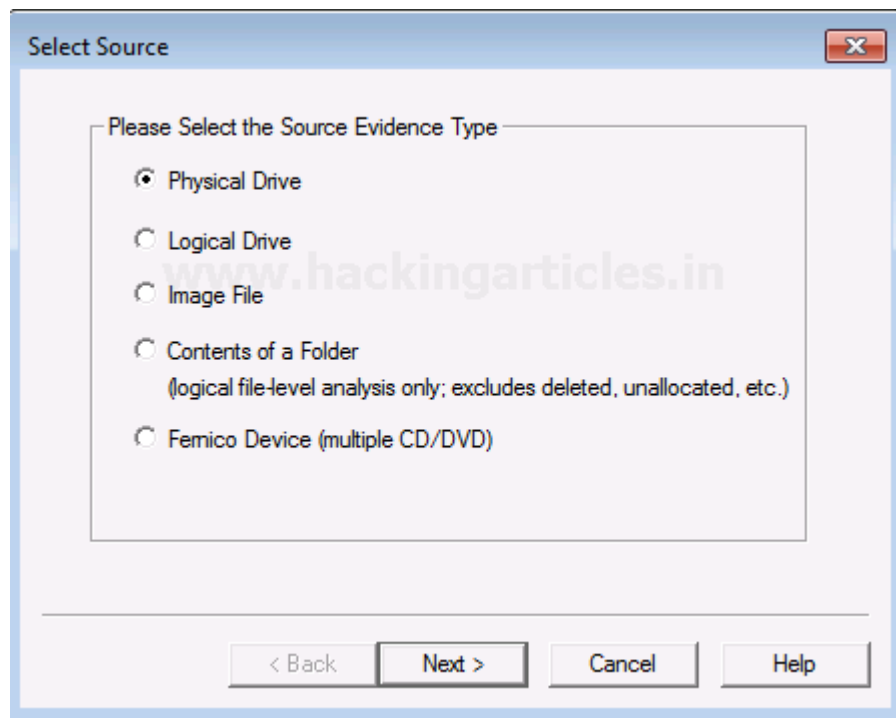 Select Source
Please Select the Source Evidence Type
Physical Drive
Logical Drive
www.hackingarticles.in
Image File
Contents of a Folder
(logical file-level analysis only; excludes deleted, unallocated, etc.)
Fernico Device (multiple CD/DVD)
< Back Next > Cancel Help